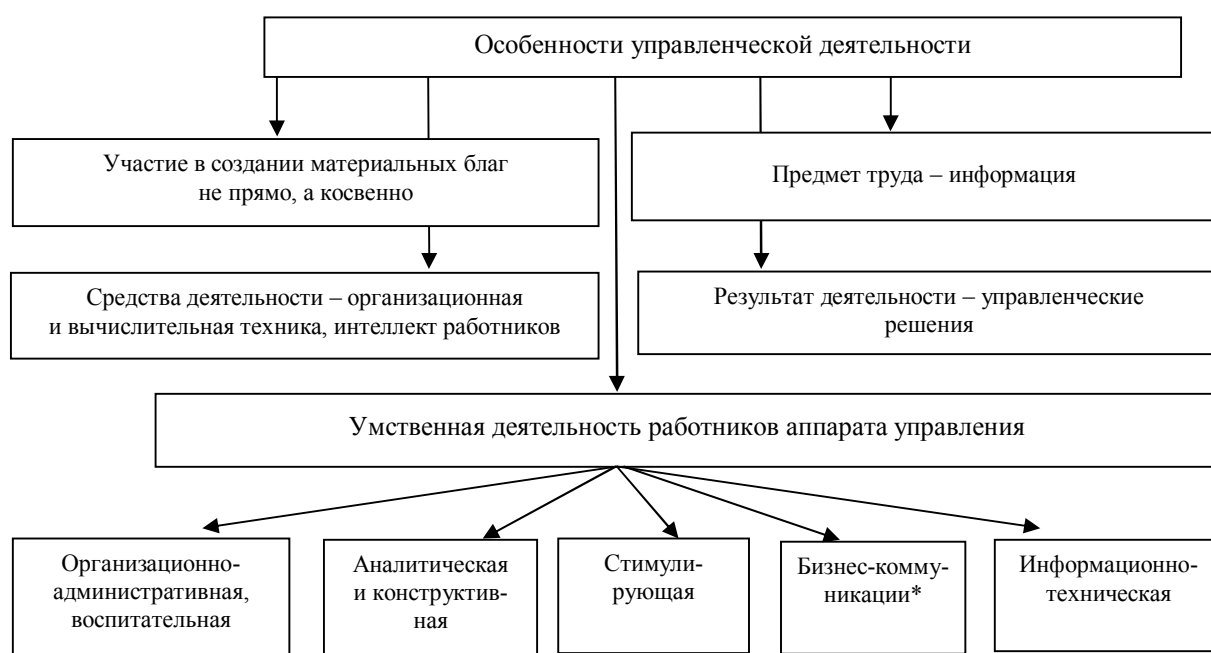 Особенности управленческой деятельности
Участие в создании материальных благ
не прямо, а косвенно
Предмет труда – информация
Средства деятельности – организационная
и вычислительная техника, интеллект работников
Результат деятельности – управленческие
решения
Умственная деятельность работников аппарата управления
Организационно-
административная,
воспитательная
Аналитическая
и конструктив-
ная
Стимули-
рующая
Бизнес-комму-
никации*
Информационно-
техническая